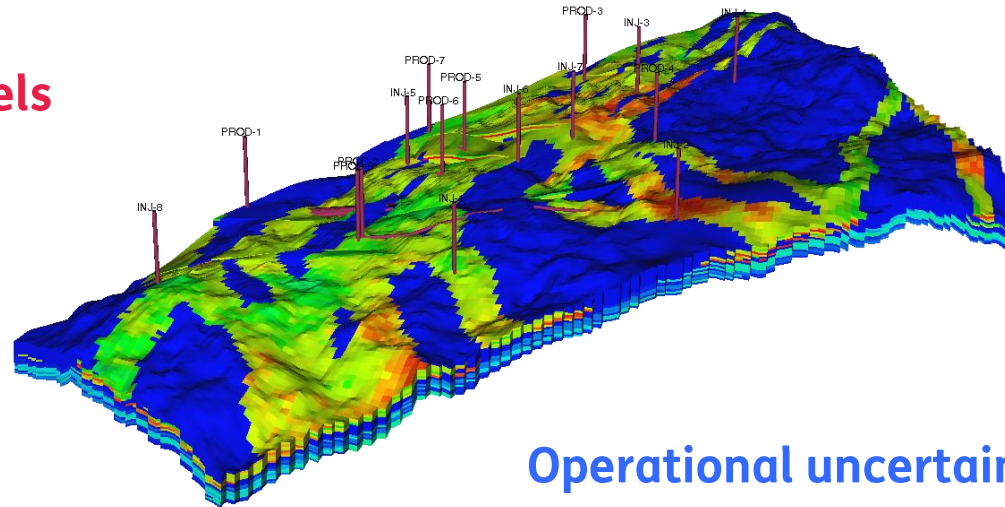 PROD-3
INJ-3
INJ-4
PROD-7
INJ-7
PROD-4
PROD-5
INJ-5
INJ-6
PROD-6
PROD-1
INJ-8
els
Operational uncertain